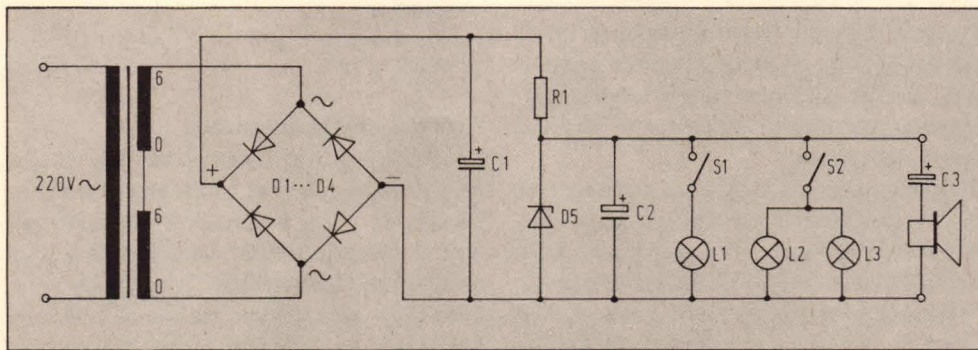 6
0
220V~
6
0
~
+
D1...D4
−
~
+
C1
R1
D5
+
C2
S1
L1
S2
L2
L3
+
C3